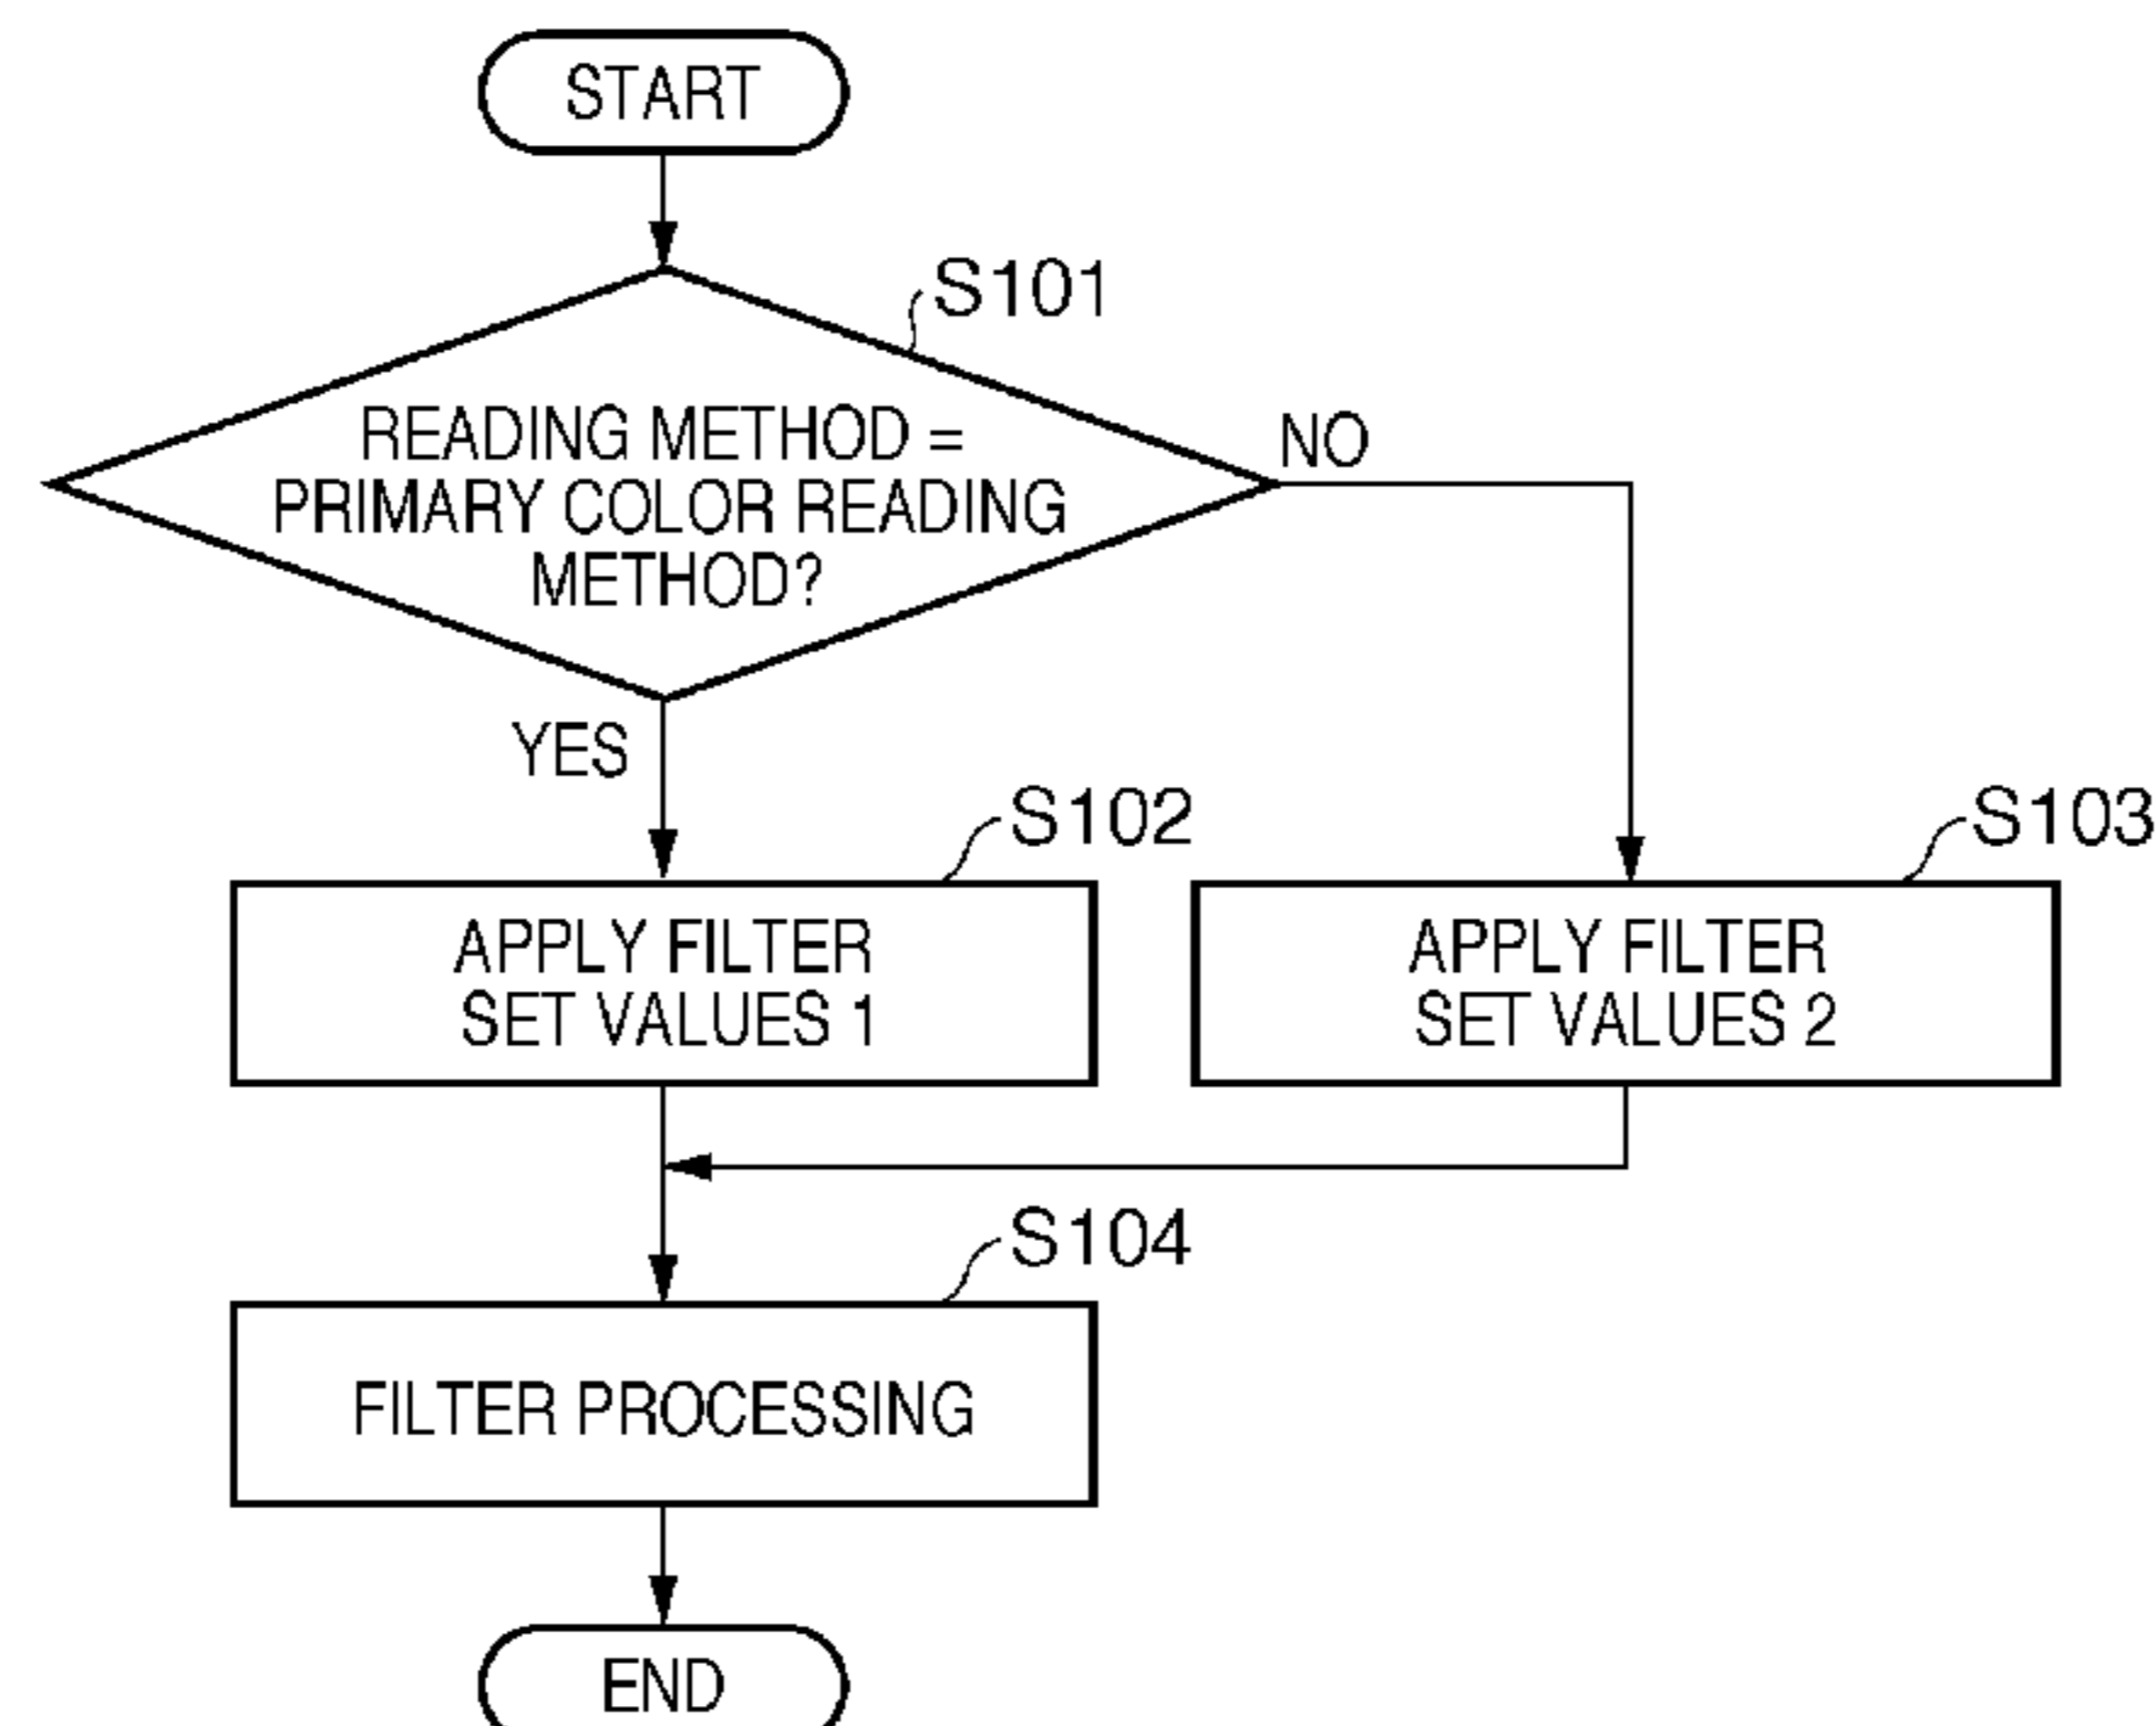 START
S101
READING METHOD =
PRIMARY COLOR READING
METHOD?
NO
YES
S102
S103
APPLY FILTER
SET VALUES 1
APPLY FILTER
SET VALUES 2
S104
FILTER PROCESSING
END